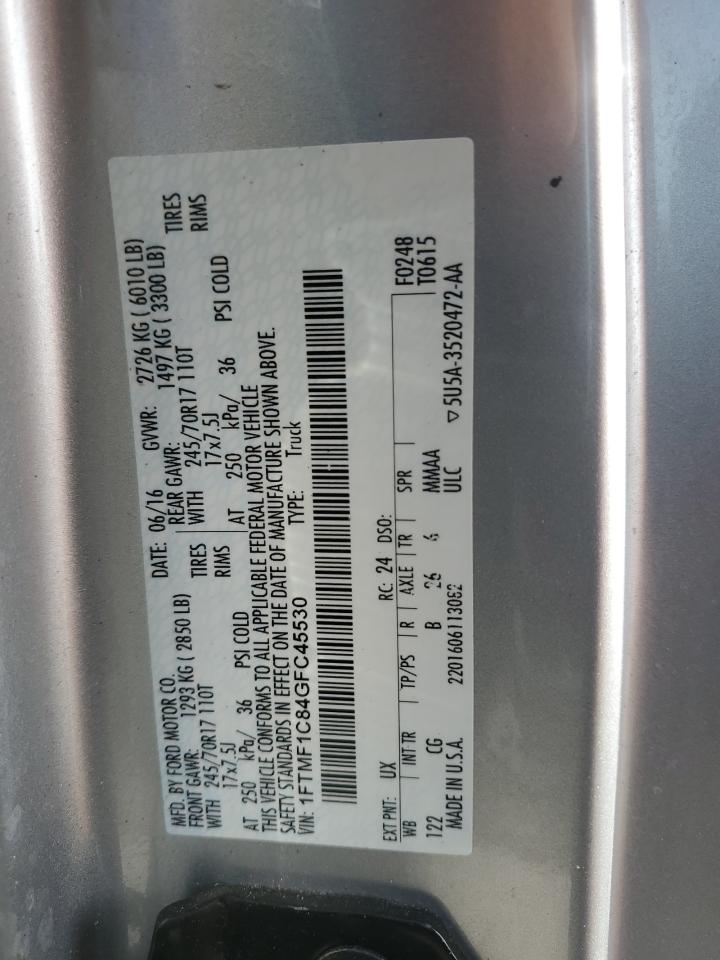 MFD. BY FORD MOTOR CO.
DATE: 06/16 GVWR: 2726 KG ( 6010 LB)
FRONT GAWR: 1293 KG ( 2850 LB) REAR GAWR: 1497 KG ( 3300 LB)
WITH 245/70R17 110T TIRES WITH 245/70R17 110T TIRES
17x7.5J RIMS 17x7.5J RIMS
AT 250 kPa/ 36 PSI COLD AT 250 kPa/ 36 PSI COLD
THIS VEHICLE CONFORMS TO ALL APPLICABLE FEDERAL MOTOR VEHICLE
SAFETY STANDARDS IN EFFECT ON THE DATE OF MANUFACTURE SHOWN ABOVE.
VIN: 1FTMF1C84GFC45530 TYPE: Truck
EXT PNT: UX RC: 24 DSO: F0248
WB INT TR TP/PS R AXLE TR SPR T0615
122 CG B 26 6 MMAA
MADE IN U.S.A. 2201606113082 ULC
▽5U5A-3520472-AA